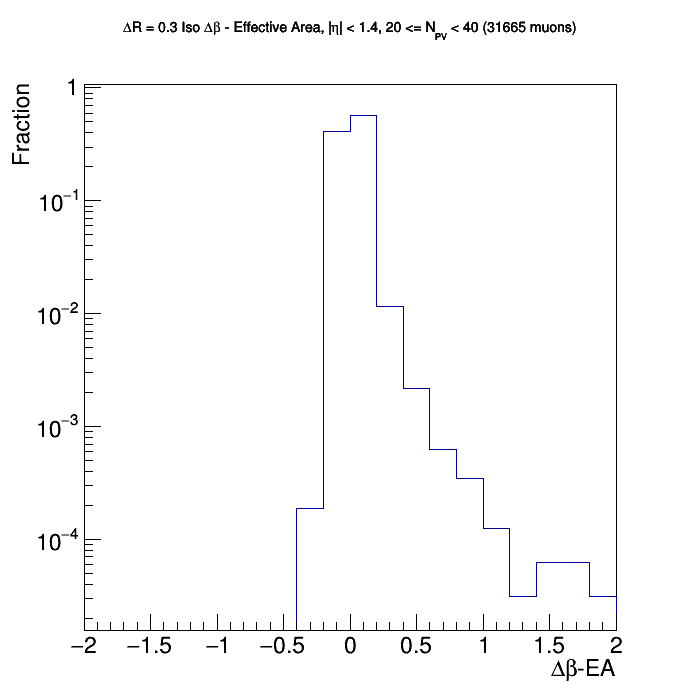 ΔR = 0.3 Iso Δβ - Effective Area, |η| < 1.4, 20 <= N_PV < 40 (31665 muons)
Fraction
1
10^−1
10^−2
10^−3
10^−4
−2 −1.5 −1 −0.5 0 0.5 1 1.5 2
Δβ-EA